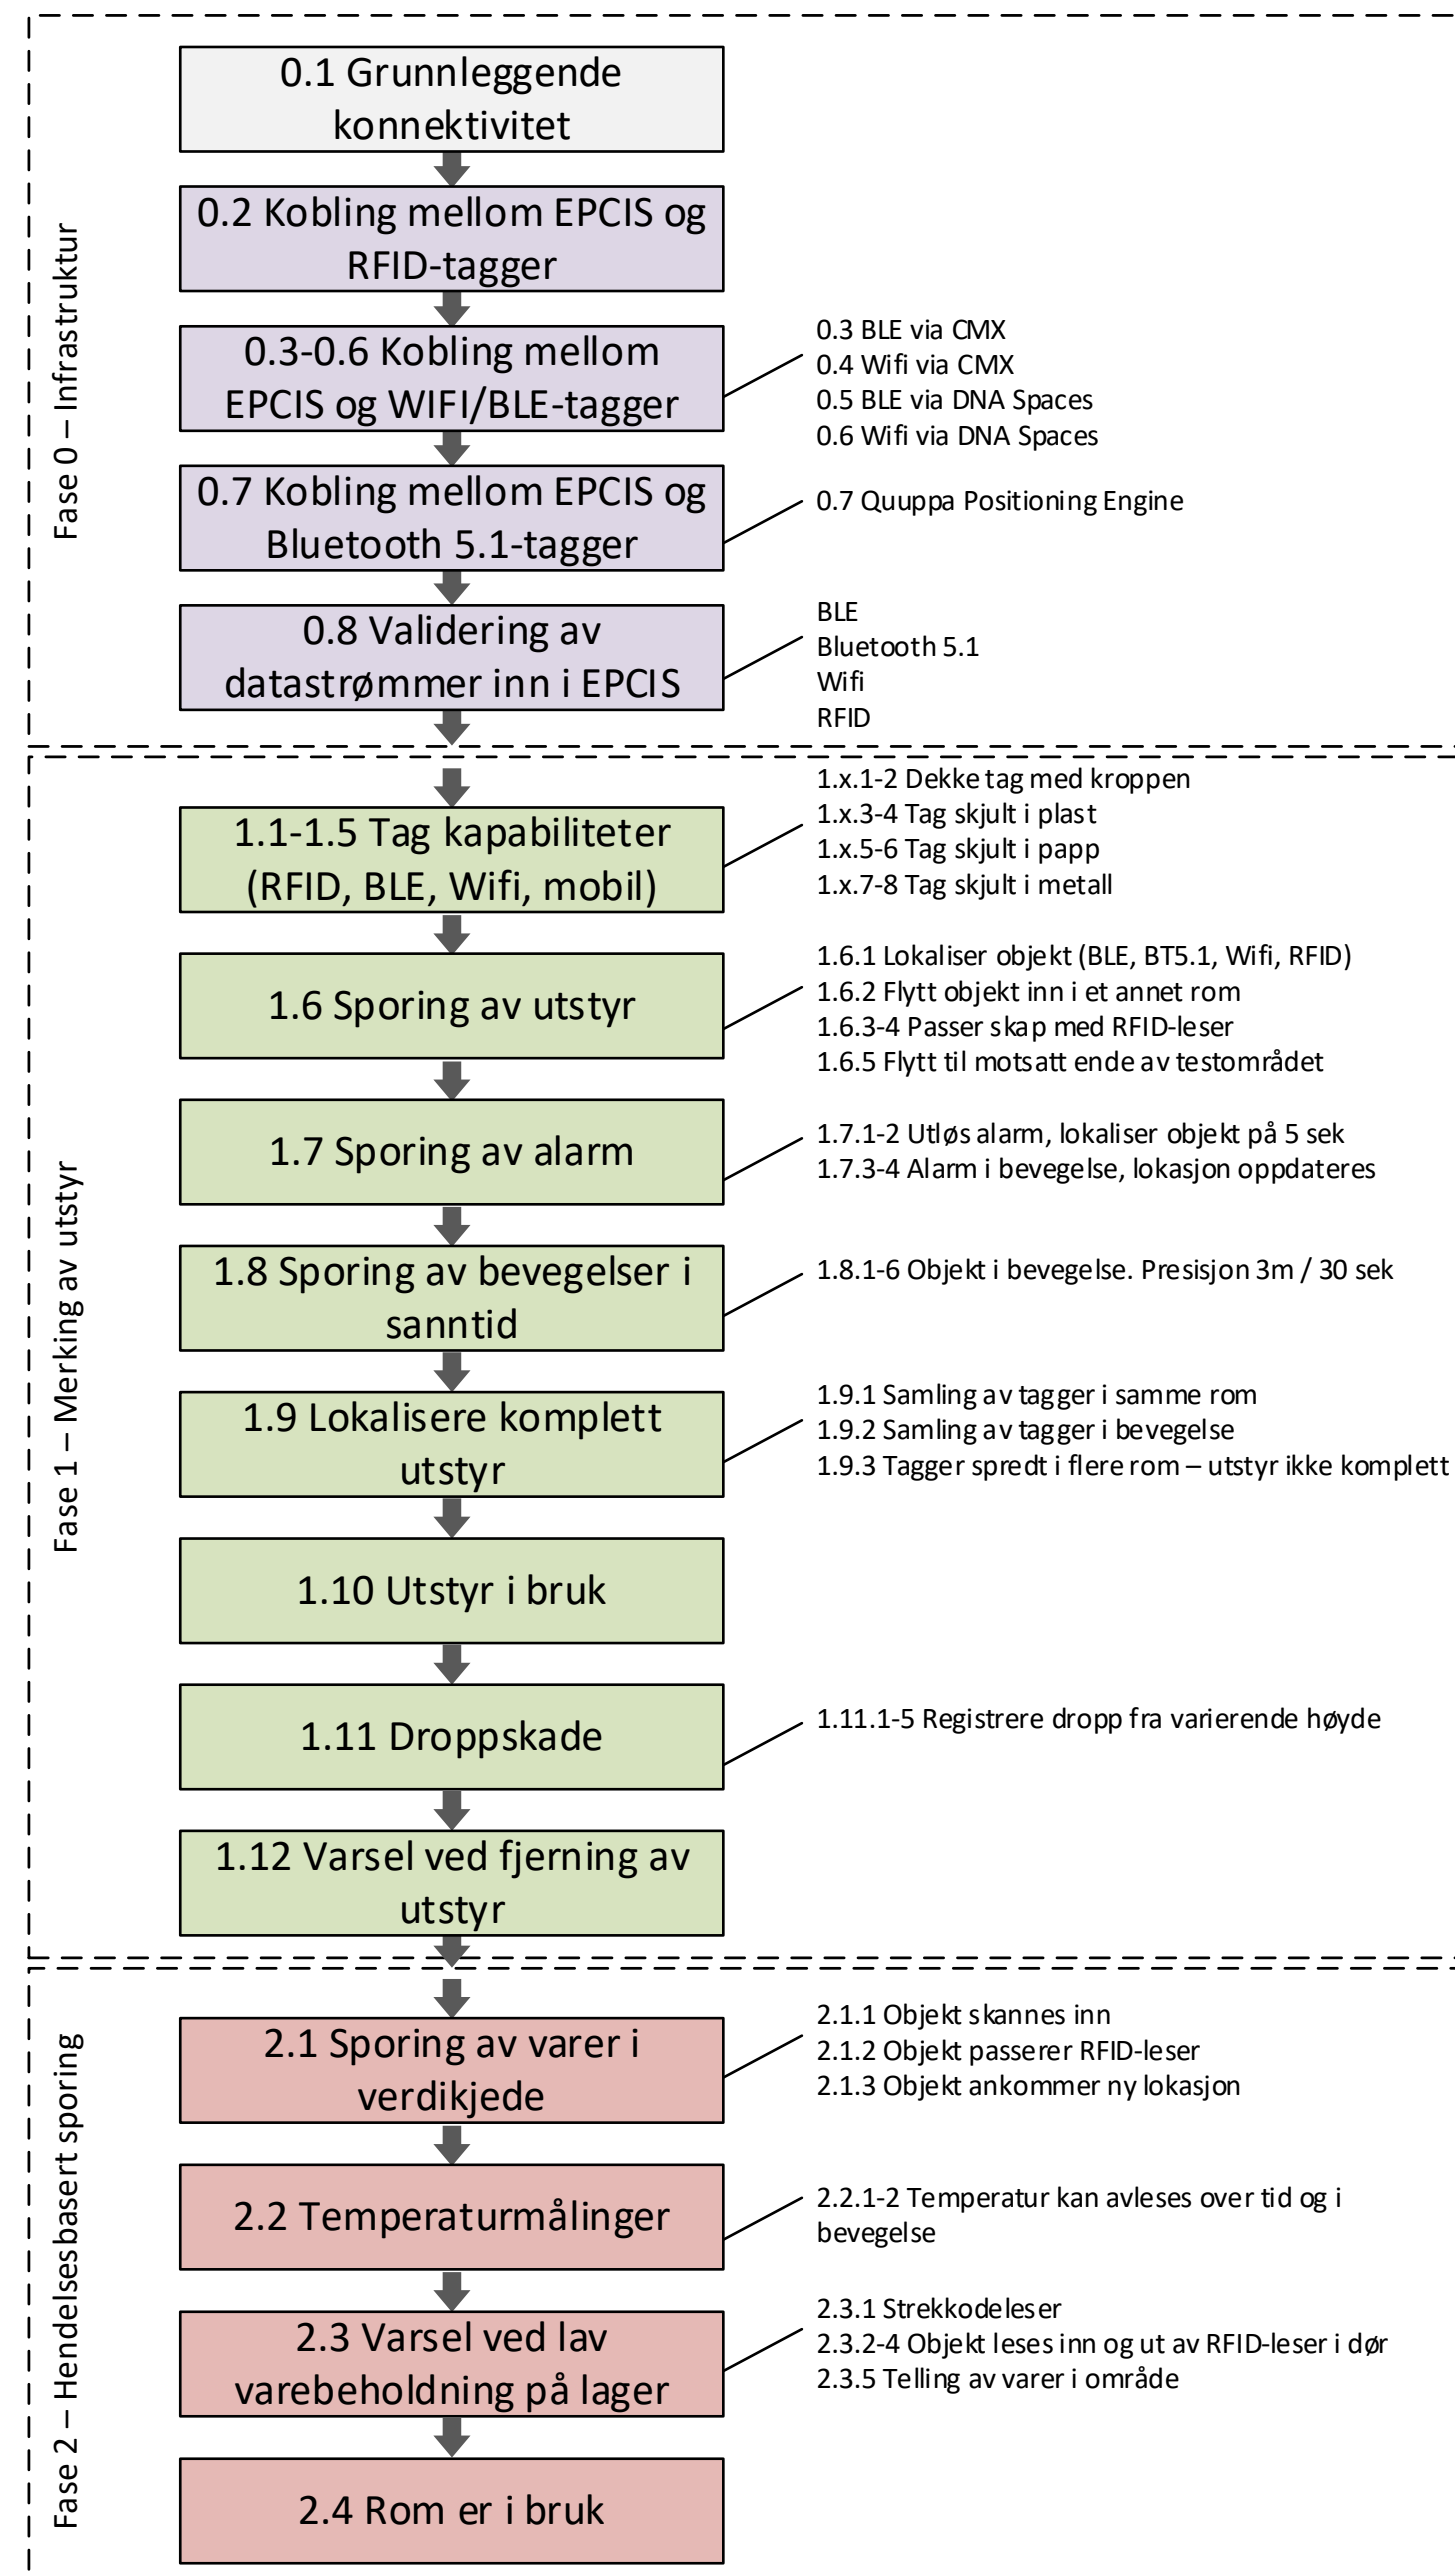 Fase 0 – Infrastruktur
0.1 Grunnleggende
konnektivitet
0.2 Kobling mellom EPCIS og
RFID-tagger
0.3-0.6 Kobling mellom
EPCIS og WIFI/BLE-tagger
0.3 BLE via CMX
0.4 Wifi via CMX
0.5 BLE via DNA Spaces
0.6 Wifi via DNA Spaces
0.7 Kobling mellom EPCIS og
Bluetooth 5.1-tagger
0.7 Quuppa Positioning Engine
0.8 Validering av
datastrømmer inn i EPCIS
BLE
Bluetooth 5.1
Wifi
RFID
Fase 1 – Merking av utstyr
1.1-1.5 Tag kapabiliteter
(RFID, BLE, Wifi, mobil)
1.x.1-2 Dekke tag med kroppen
1.x.3-4 Tag skjult i plast
1.x.5-6 Tag skjult i papp
1.x.7-8 Tag skjult i metall
1.6 Sporing av utstyr
1.6.1 Lokaliser objekt (BLE, BT5.1, Wifi, RFID)
1.6.2 Flytt objekt inn i et annet rom
1.6.3-4 Passer skap med RFID-leser
1.6.5 Flytt til motsatt ende av testområdet
1.7 Sporing av alarm
1.7.1-2 Utløs alarm, lokaliser objekt på 5 sek
1.7.3-4 Alarm i bevegelse, lokasjon oppdateres
1.8 Sporing av bevegelser i
sanntid
1.8.1-6 Objekt i bevegelse. Presisjon 3m / 30 sek
1.9 Lokalisere komplett
utstyr
1.9.1 Samling av tagger i samme rom
1.9.2 Samling av tagger i bevegelse
1.9.3 Tagger spredt i flere rom – utstyr ikke komplett
1.10 Utstyr i bruk
1.11 Droppskade
1.11.1-5 Registrere dropp fra varierende høyde
1.12 Varsel ved fjerning av
utstyr
Fase 2 – Hendelsesbasert sporing
2.1 Sporing av varer i
verdikjede
2.1.1 Objekt skannes inn
2.1.2 Objekt passerer RFID-leser
2.1.3 Objekt ankommer ny lokasjon
2.2 Temperaturmålinger
2.2.1-2 Temperatur kan avleses over tid og i
bevegelse
2.3 Varsel ved lav
varebeholdning på lager
2.3.1 Strekkodeleser
2.3.2-4 Objekt leses inn og ut av RFID-leser i dør
2.3.5 Telling av varer i område
2.4 Rom er i bruk